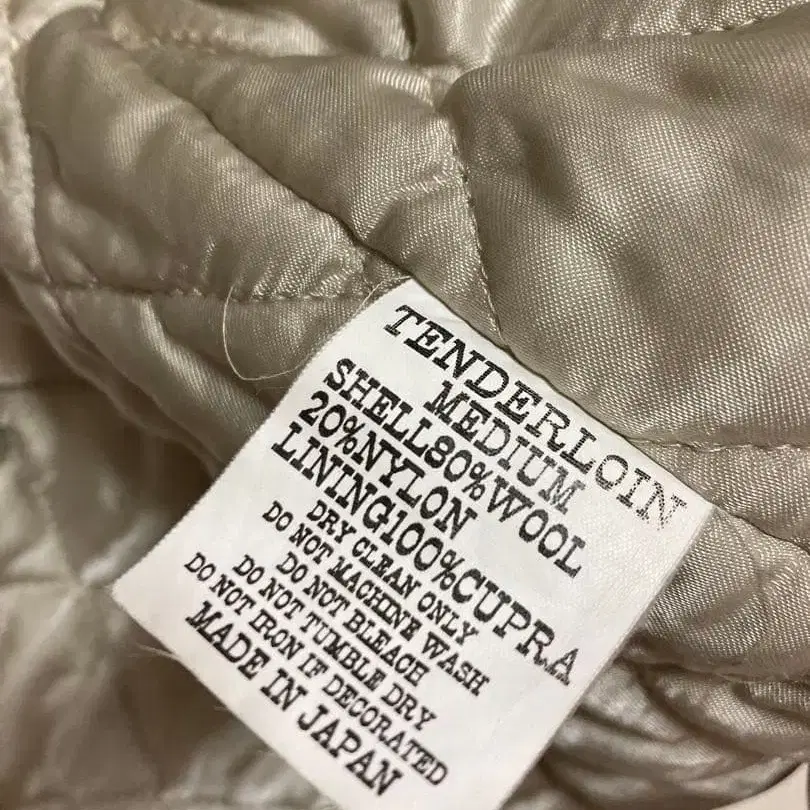 TENDERLOIN
MEDIUM
SHELL80%WOOL
20%NYLON
LINING100%CUPRA
DRY CLEAN ONLY
DO NOT MACHINE WASH
DO NOT BLEACH
DO NOT TUMBLE DRY
DO NOT IRON IF DECORATED
MADE IN JAPAN